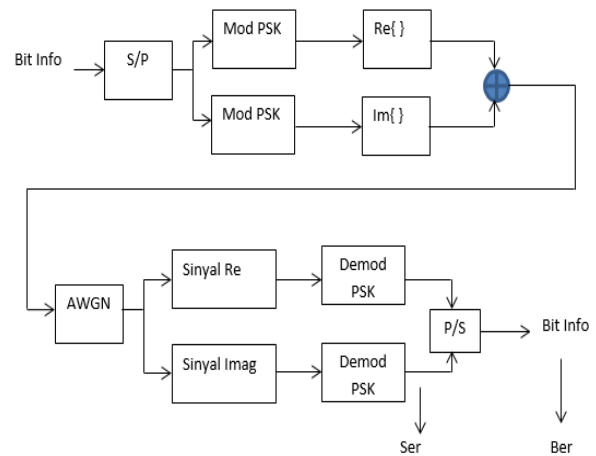 Mod PSK
Re{ }
Bit Info
S/P
Mod PSK
Im{ }
AWGN
Sinyal Re
Demod
PSK
P/S
Bit Info
Sinyal Imag
Demod
PSK
Ser
Ber